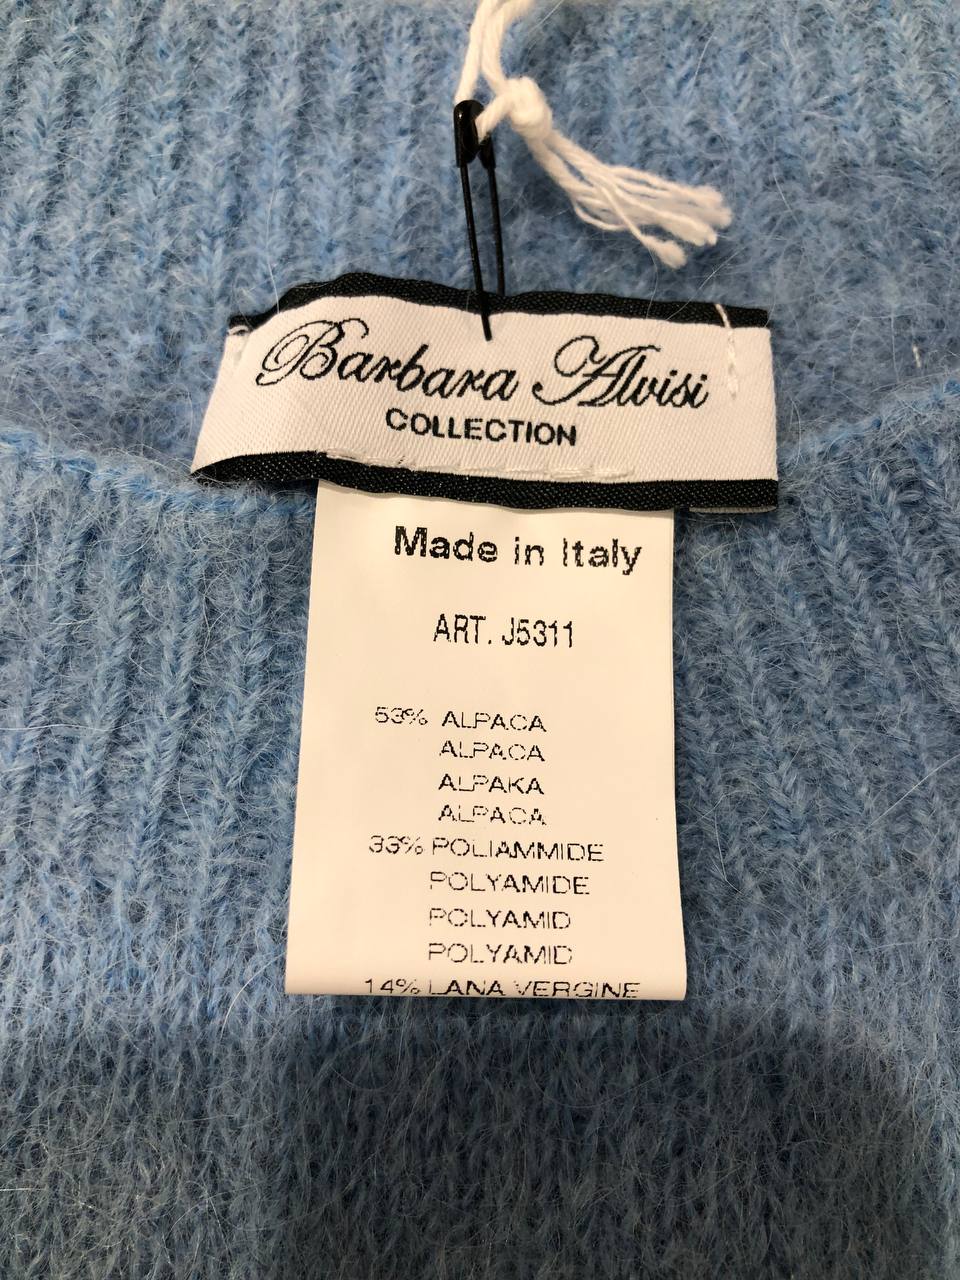 Barbara Alvisi
COLLECTION
Made in Italy
ART. J5311
53% ALPACA
ALPACA
ALPAKA
ALPACA
33% POLIAMMIDE
POLYAMIDE
POLYAMID
POLYAMID
14% LANA VERGINE